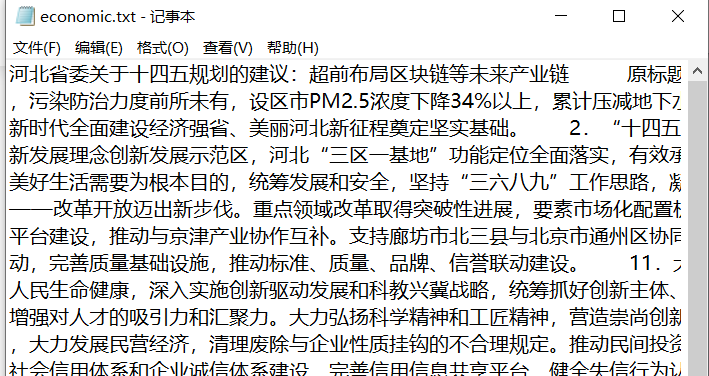 economic.txt - 记事本
文件(F) 编辑(E) 格式(O) 查看(V) 帮助(H)
河北省委关于十四五规划的建议：超前布局区块链等未来产业链 原标题
，污染防治力度前所未有，设区市PM2.5浓度下降34%以上，累计压减地下水
新时代全面建设经济强省、美丽河北新征程奠定坚实基础。 2．“十四五
新发展理念创新发展示范区，河北“三区一基地”功能定位全面落实，有效承
美好生活需要为根本目的，统筹发展和安全，坚持“三六八九”工作思路，凝
——改革开放迈出新步伐。重点领域改革取得突破性进展，要素市场化配置机
平台建设，推动与京津产业协作互补。支持廊坊市北三县与北京市通州区协同
动，完善质量基础设施，推动标准、质量、品牌、信誉联动建设。 11．大
人民生命健康，深入实施创新驱动发展和科教兴冀战略，统筹抓好创新主体、
增强对人才的吸引力和汇聚力。大力弘扬科学精神和工匠精神，营造崇尚创新
，大力发展民营经济，清理废除与企业性质挂钩的不合理规定。推动民间投资
社会信用体系和企业诚信体系建设，完善信用信息共享平台，健全失信行为认